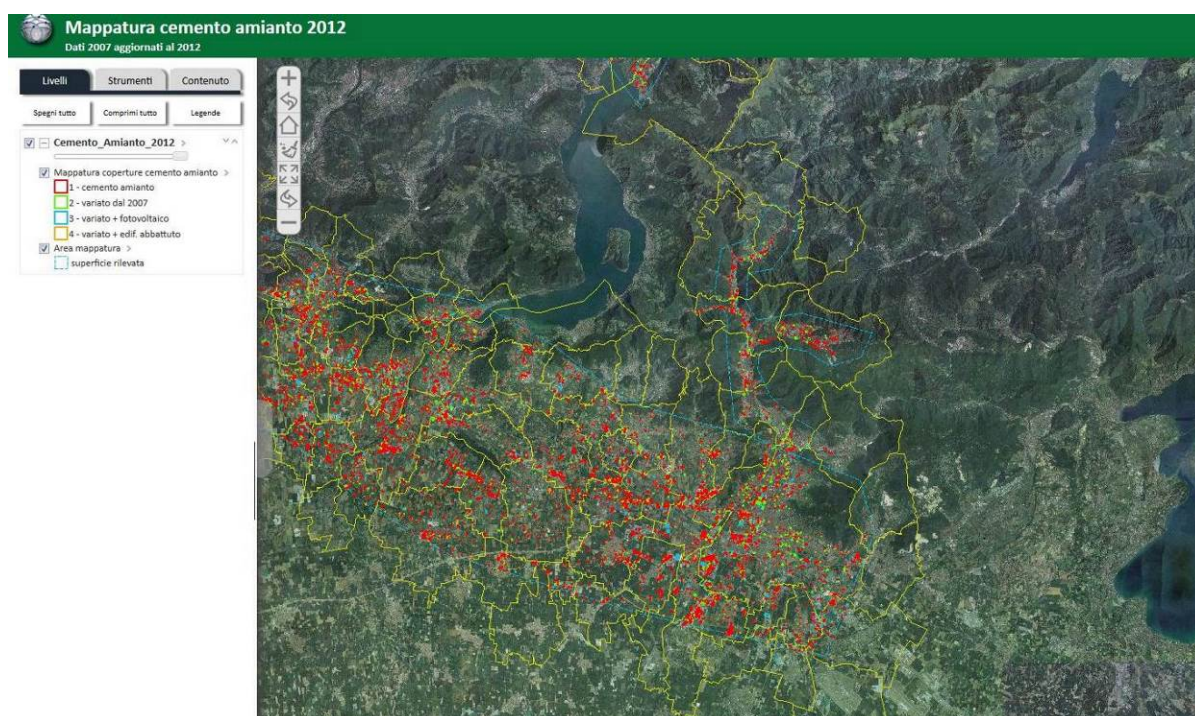 Mappatura cemento amianto 2012
Dati 2007 aggiornati al 2012
Livelli
Strumenti
Contenuto
Spegni tutto
Comprimi tutto
Legende
Cemento_Amianto_2012
Mappatura coperture cemento amianto
1 - cemento amianto
2 - variato dal 2007
3 - variato + fotovoltaico
4 - variato + edif. abbattuto
Area mappatura
superficie rilevata